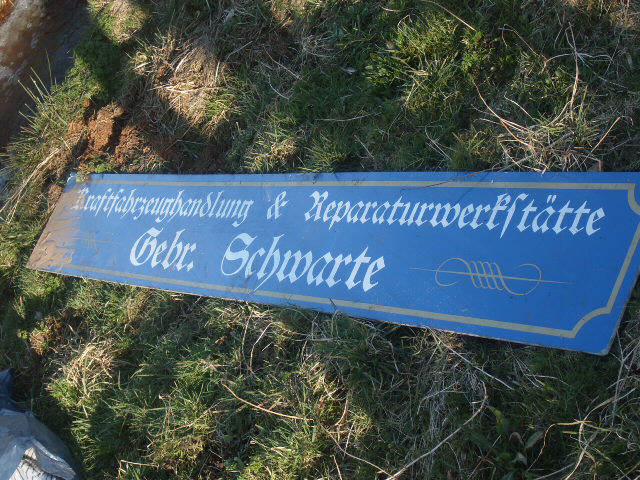 Kraftfahrzeughandlung & Reparaturwerkſtätte
Gebr. Schwarte